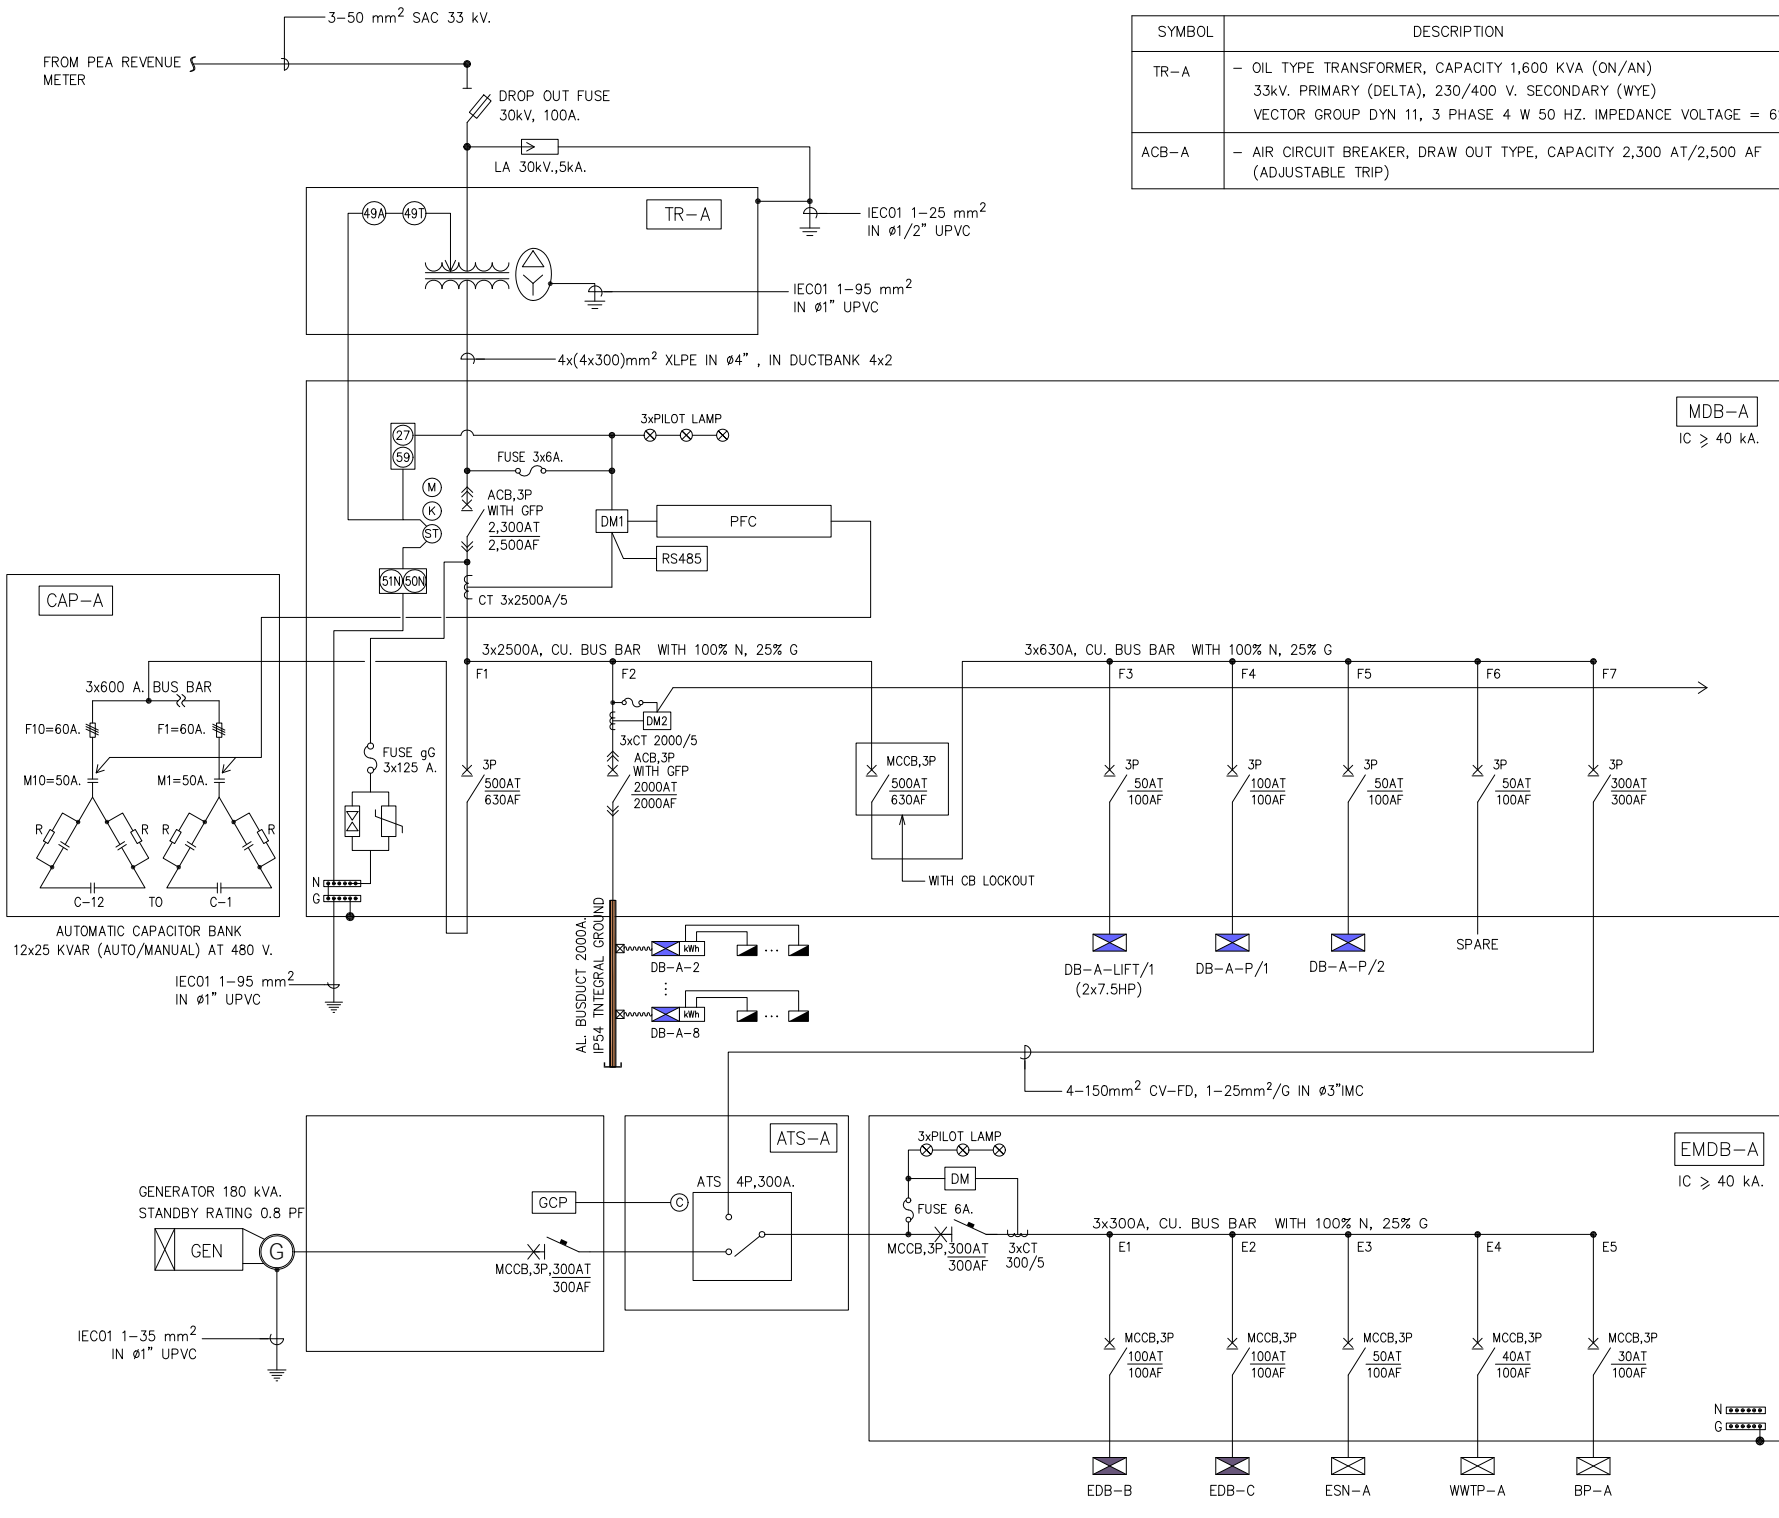 3-50 mm2 SAC 33 kV.
FROM PEA REVENUE
METER
DROP OUT FUSE
30kV, 100A.
LA 30kV.,5kA.
SYMBOL DESCRIPTION
TR-A
- OIL TYPE TRANSFORMER, CAPACITY 1,600 KVA (ON/AN)
33kV. PRIMARY (DELTA), 230/400 V. SECONDARY (WYE)
VECTOR GROUP DYN 11, 3 PHASE 4 W 50 HZ. IMPEDANCE VOLTAGE = 6
ACB-A
- AIR CIRCUIT BREAKER, DRAW OUT TYPE, CAPACITY 2,300 AT/2,500 AF
(ADJUSTABLE TRIP)
49A 49T
TR-A
IEC01 1-25 mm2
IN ø1/2" UPVC
IEC01 1-95 mm2
IN ø1" UPVC
4x(4x300)mm2 XLPE IN ø4" , IN DUCTBANK 4x2
MDB-A
IC ≥ 40 kA.
27
59
3xPILOT LAMP
FUSE 3x6A.
M
K
ST
ACB,3P
WITH GFP
2,300AT
2,500AF
DM1
PFC
RS485
51N 50N
CT 3x2500A/5
CAP-A
3x2500A, CU. BUS BAR WITH 100% N, 25% G
3x630A, CU. BUS BAR WITH 100% N, 25% G
F1
F2
F3
F4
F5
F6
F7
3x600 A. BUS BAR
F10=60A.
F1=60A.
M10=50A.
M1=50A.
R
R
R
R
C-12 TO C-1
AUTOMATIC CAPACITOR BANK
12x25 KVAR (AUTO/MANUAL) AT 480 V.
FUSE gG
3x125 A.
N
G
IEC01 1-95 mm2
IN ø1" UPVC
3P
500AT
630AF
DM2
3xCT 2000/5
ACB,3P
WITH GFP
2000AT
2000AF
MCCB,3P
500AT
630AF
WITH CB LOCKOUT
3P
50AT
100AF
3P
100AT
100AF
3P
50AT
100AF
3P
50AT
100AF
3P
300AT
300AF
AL. BUSDUCT 2000A.
IP54 TNTEGRAL GROUND
kWh
...
DB-A-2
kWh
...
DB-A-8
DB-A-LIFT/1
(2x7.5HP)
DB-A-P/1
DB-A-P/2
SPARE
4-150mm2 CV-FD, 1-25mm2/G IN ø3"IMC
GENERATOR 180 kVA.
STANDBY RATING 0.8 PF
GEN
G
IEC01 1-35 mm2
IN ø1" UPVC
GCP
MCCB,3P,300AT
300AF
ATS-A
C
ATS 4P,300A.
EMDB-A
IC ≥ 40 kA.
3xPILOT LAMP
DM
FUSE 6A.
MCCB,3P,300AT
300AF
3xCT
300/5
3x300A, CU. BUS BAR WITH 100% N, 25% G
E1
E2
E3
E4
E5
MCCB,3P
100AT
100AF
MCCB,3P
100AT
100AF
MCCB,3P
50AT
100AF
MCCB,3P
40AT
100AF
MCCB,3P
30AT
100AF
N
G
EDB-B
EDB-C
ESN-A
WWTP-A
BP-A